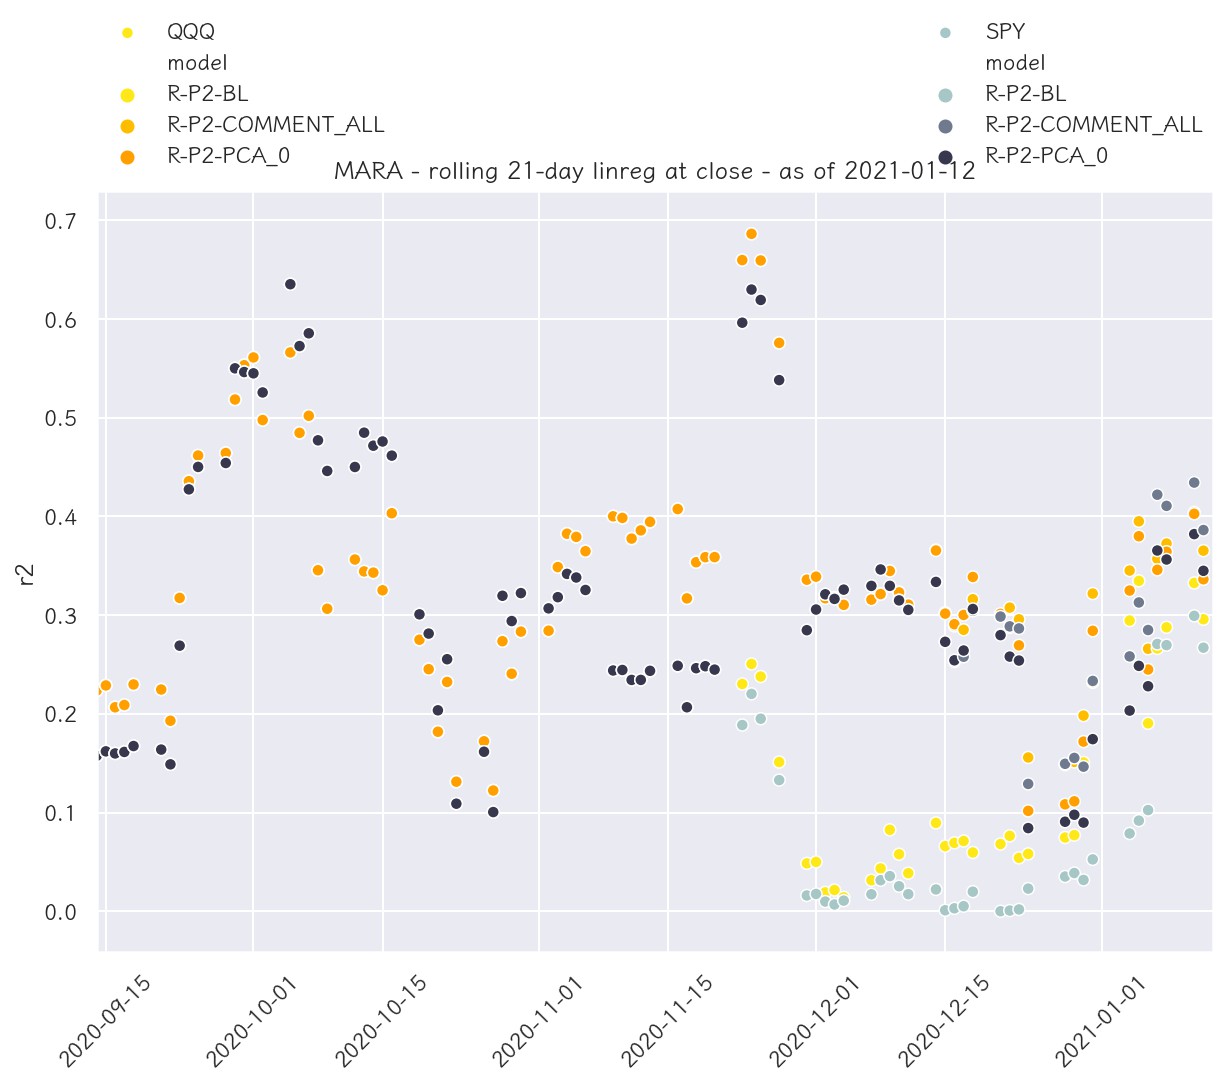 QQQ
model
R-P2-BL
R-P2-COMMENT_ALL
R-P2-PCA_0
SPY
model
R-P2-BL
R-P2-COMMENT_ALL
R-P2-PCA_0
MARA - rolling 21-day linreg at close - as of 2021-01-12
0.7
0.6
0.5
0.4
0.3
0.2
0.1
0.0
r2
2020-09-15
2020-10-01
2020-10-15
2020-11-01
2020-11-15
2020-12-01
2020-12-15
2021-01-01